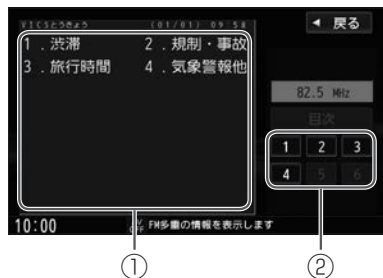 VICSとうきょう (01/01) 09:58
戻る
1.渋滞 2.規制・事故
3.旅行時間 4.気象警報他
82.5 MHz
目次
1 2 3
4 5 6
10:00 FM多重の情報を表示します
① ②